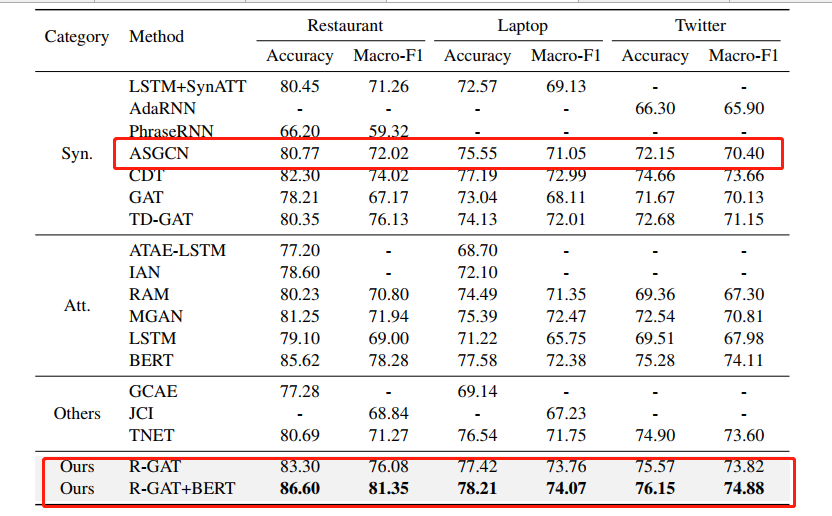 Category Method Restaurant Laptop Twitter
Accuracy Macro-F1 Accuracy Macro-F1 Accuracy Macro-F1
Syn. LSTM+SynATT 80.45 71.26 72.57 69.13 - -
AdaRNN - - - - 66.30 65.90
PhraseRNN 66.20 59.32 - - - -
ASGCN 80.77 72.02 75.55 71.05 72.15 70.40
CDT 82.30 74.02 77.19 72.99 74.66 73.66
GAT 78.21 67.17 73.04 68.11 71.67 70.13
TD-GAT 80.35 76.13 74.13 72.01 72.68 71.15
Att. ATAE-LSTM 77.20 - 68.70 - - -
IAN 78.60 - 72.10 - - -
RAM 80.23 70.80 74.49 71.35 69.36 67.30
MGAN 81.25 71.94 75.39 72.47 72.54 70.81
LSTM 79.10 69.00 71.22 65.75 69.51 67.98
BERT 85.62 78.28 77.58 72.38 75.28 74.11
Others GCAE 77.28 - 69.14 - - -
JCI - 68.84 - 67.23 - -
TNET 80.69 71.27 76.54 71.75 74.90 73.60
Ours R-GAT 83.30 76.08 77.42 73.76 75.57 73.82
Ours R-GAT+BERT 86.60 81.35 78.21 74.07 76.15 74.88